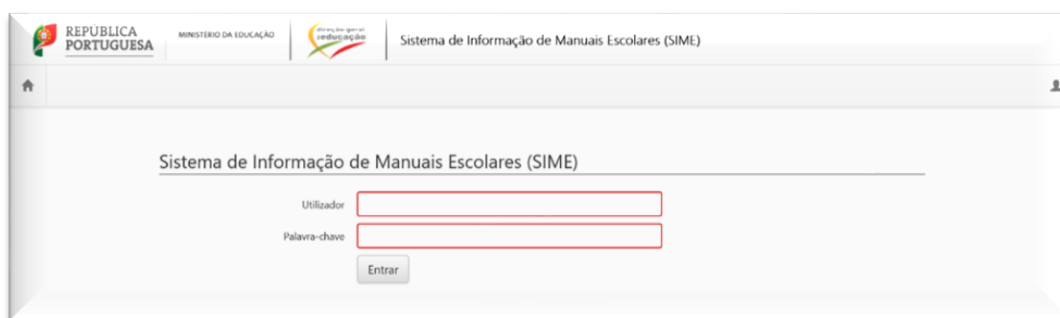 REPÚBLICA
PORTUGUESA
MINISTÉRIO DA EDUCAÇÃO
direção-geral
educação
Sistema de Informação de Manuais Escolares (SIME)
Sistema de Informação de Manuais Escolares (SIME)
Utilizador
Palavra-chave
Entrar